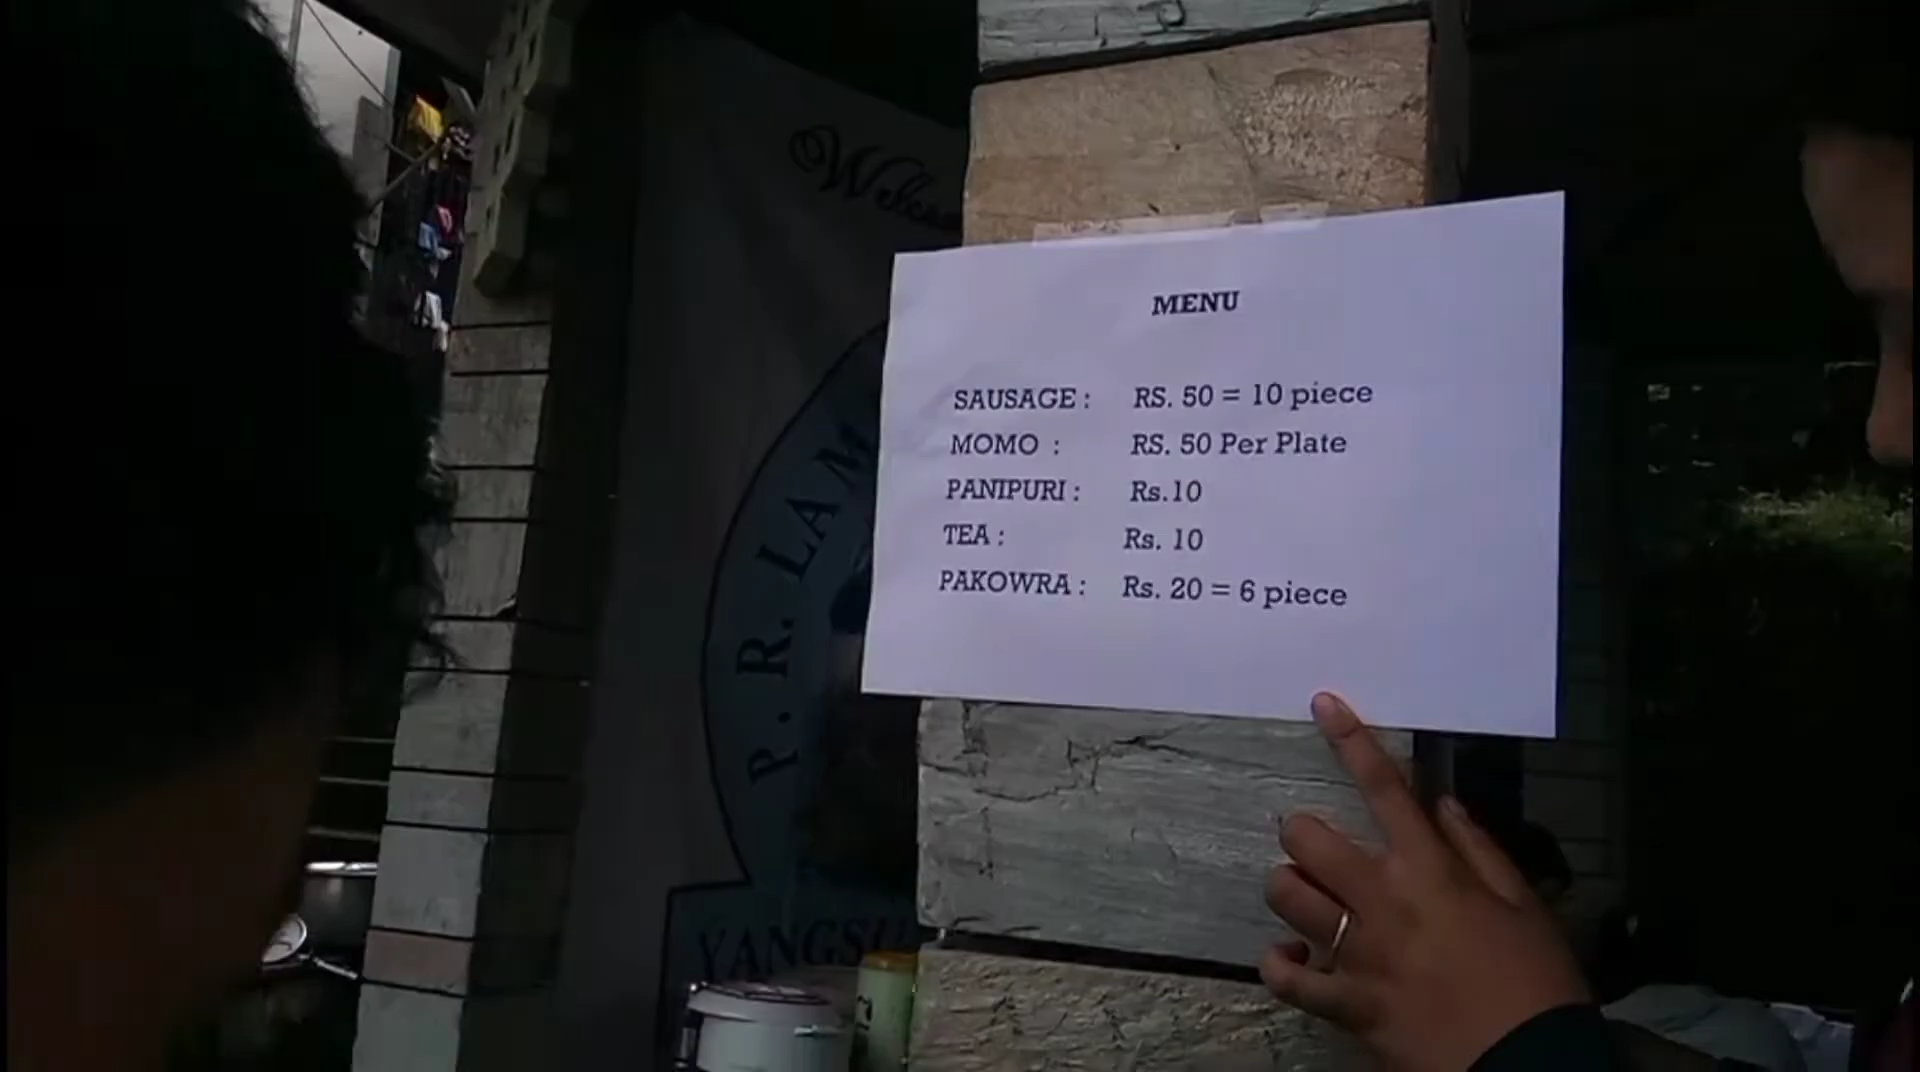 MENU
SAUSAGE : RS. 50 = 10 piece
MOMO : RS. 50 Per Plate
PANIPURI : Rs.10
TEA : Rs. 10
PAKOWRA : Rs. 20 = 6 piece
P. R. LAM